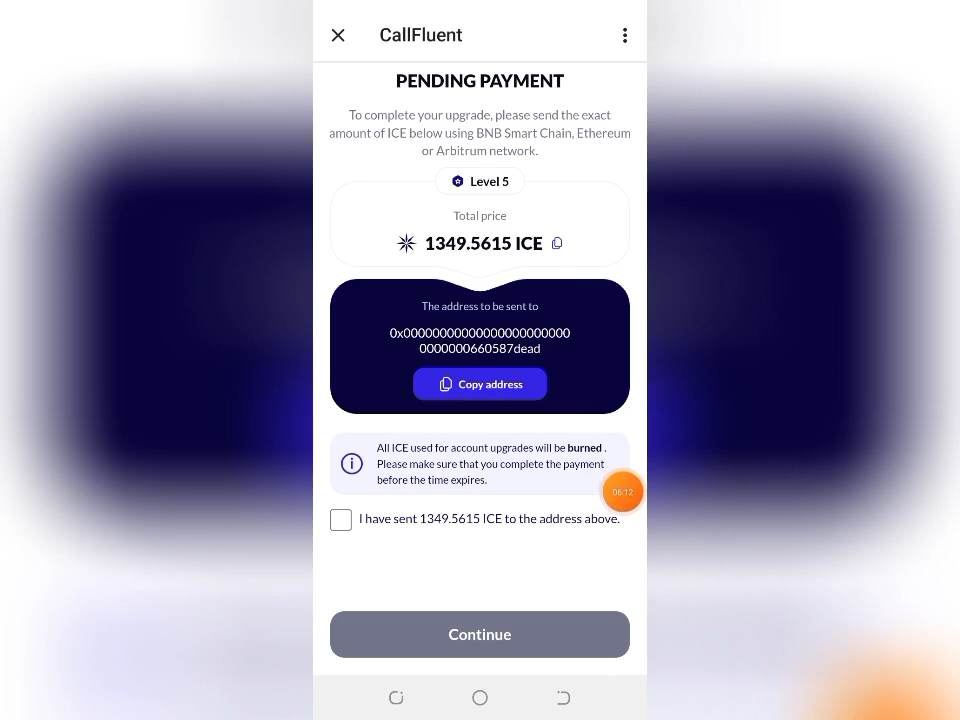 CallFluent
PENDING PAYMENT
To complete your upgrade, please send the exact
amount of ICE below using BNB Smart Chain, Ethereum
or Arbitrum network.
Level 5
Total price
1349.5615 ICE
The address to be sent to
0x00000000000000000000000
0000000660587dead
Copy address
All ICE used for account upgrades will be burned .
Please make sure that you complete the payment
before the time expires.
06:12
I have sent 1349.5615 ICE to the address above.
Continue